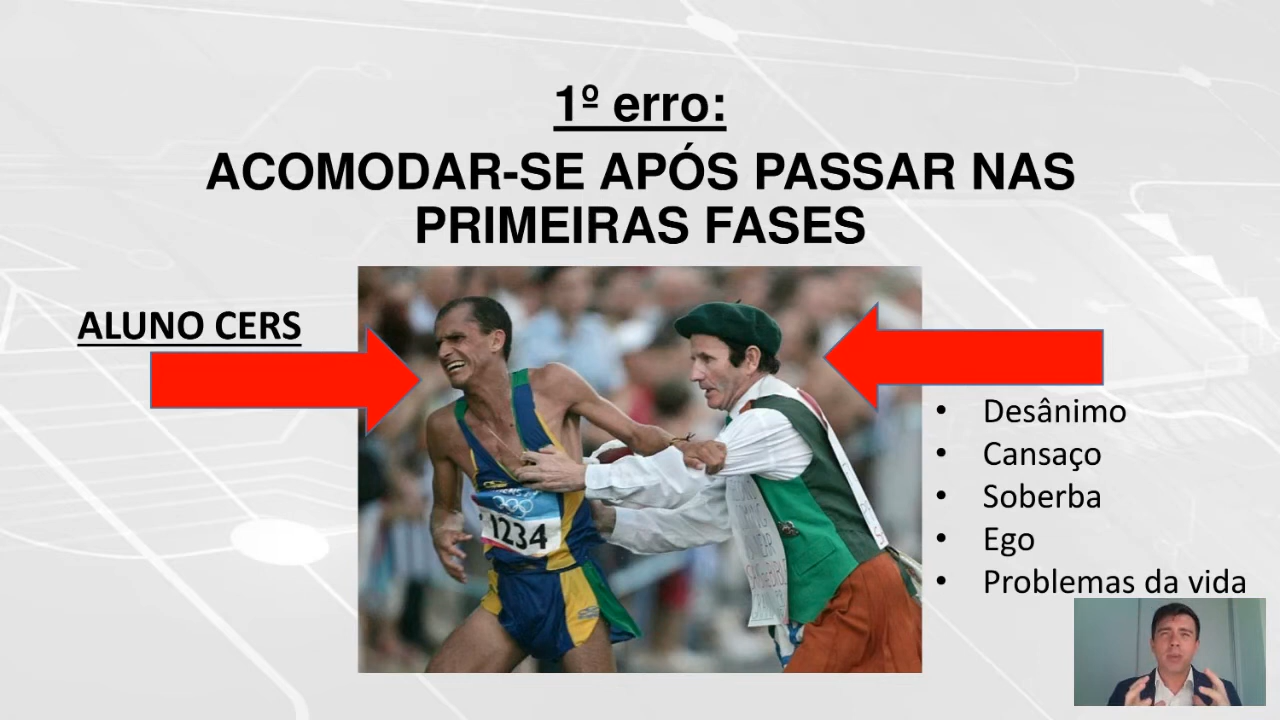 1º erro:
ACOMODAR-SE APÓS PASSAR NAS
PRIMEIRAS FASES
ALUNO CERS
• Desânimo
• Cansaço
• Soberba
• Ego
• Problemas da vida
1234